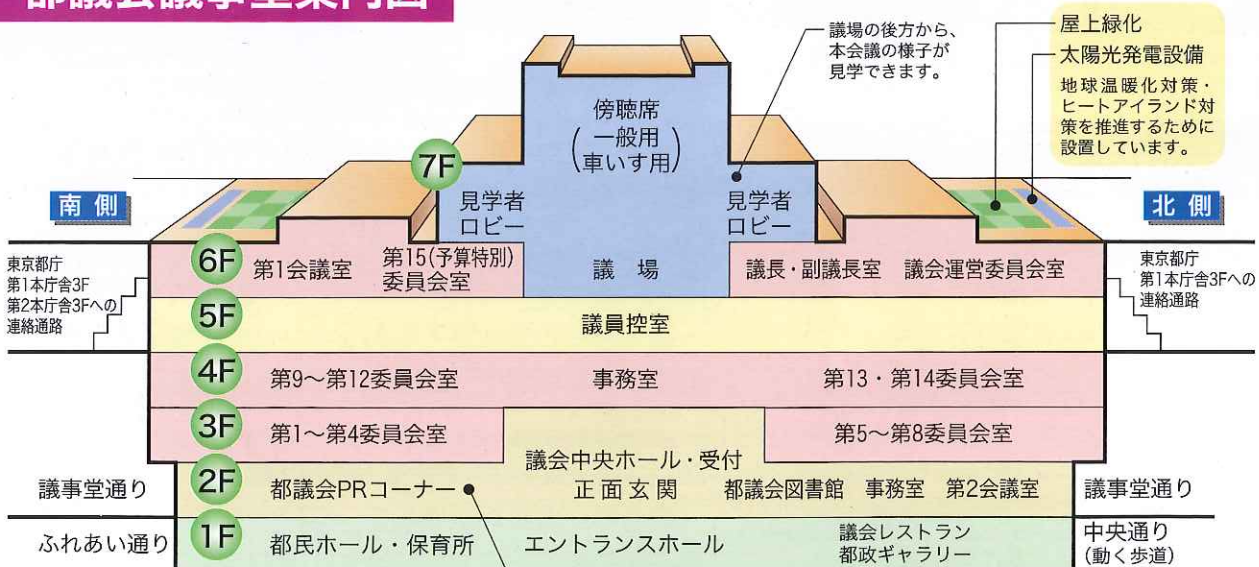 都議会議事堂案内図
議場の後方から、
本会議の様子が
見学できます。
屋上緑化
太陽光発電設備
地球温暖化対策・
ヒートアイランド対
策を推進するために
設置しています。
傍聴席
(一般用
車いす用)
7F
見学者
ロビー
見学者
ロビー
南側
北側
東京都庁
第1本庁舎3F
第2本庁舎3Fへの
連絡通路
6F
第1会議室
第15(予算特別)
委員会室
議場
議長・副議長室
議会運営委員会室
東京都庁
第1本庁舎3Fへの
連絡通路
5F
議員控室
4F
第9~第12委員会室
事務室
第13・第14委員会室
3F
第1~第4委員会室
第5~第8委員会室
議会中央ホール・受付
議事堂通り
2F
都議会PRコーナー
正面玄関
都議会図書館
事務室
第2会議室
議事堂通り
ふれあい通り
1F
都民ホール・保育所
エントランスホール
議会レストラン
都政ギャラリー
中央通り
(動く歩道)